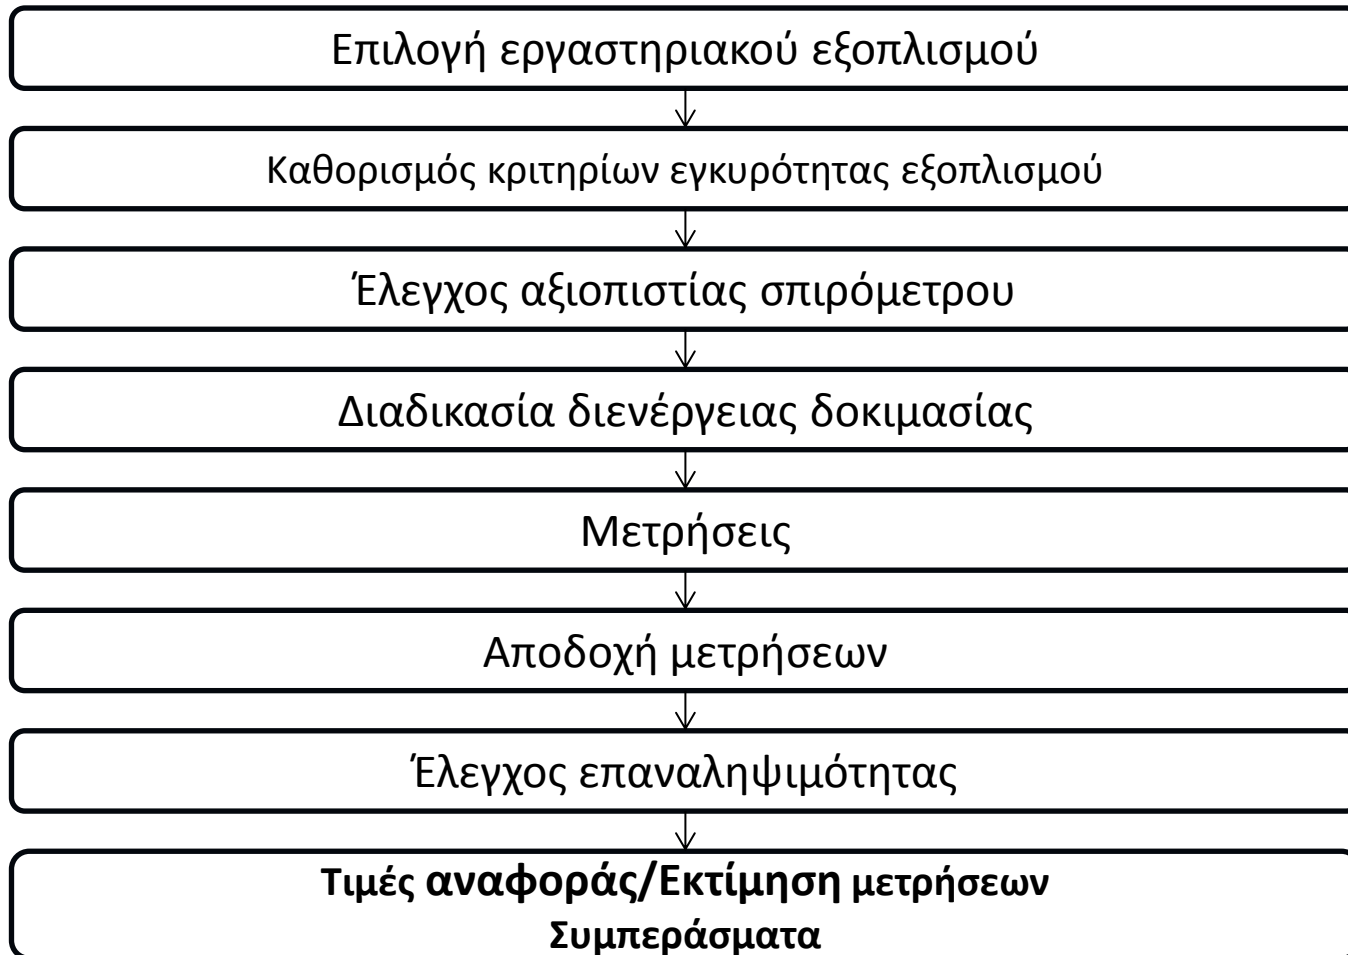 Επιλογή εργαστηριακού εξοπλισμού
Καθορισμός κριτηρίων εγκυρότητας εξοπλισμού
Έλεγχος αξιοπιστίας σπιρόμετρου
Διαδικασία διενέργειας δοκιμασίας
Μετρήσεις
Αποδοχή μετρήσεων
Έλεγχος επαναληψιμότητας
Τιμές αναφοράς/Εκτίμηση μετρήσεων
Συμπεράσματα